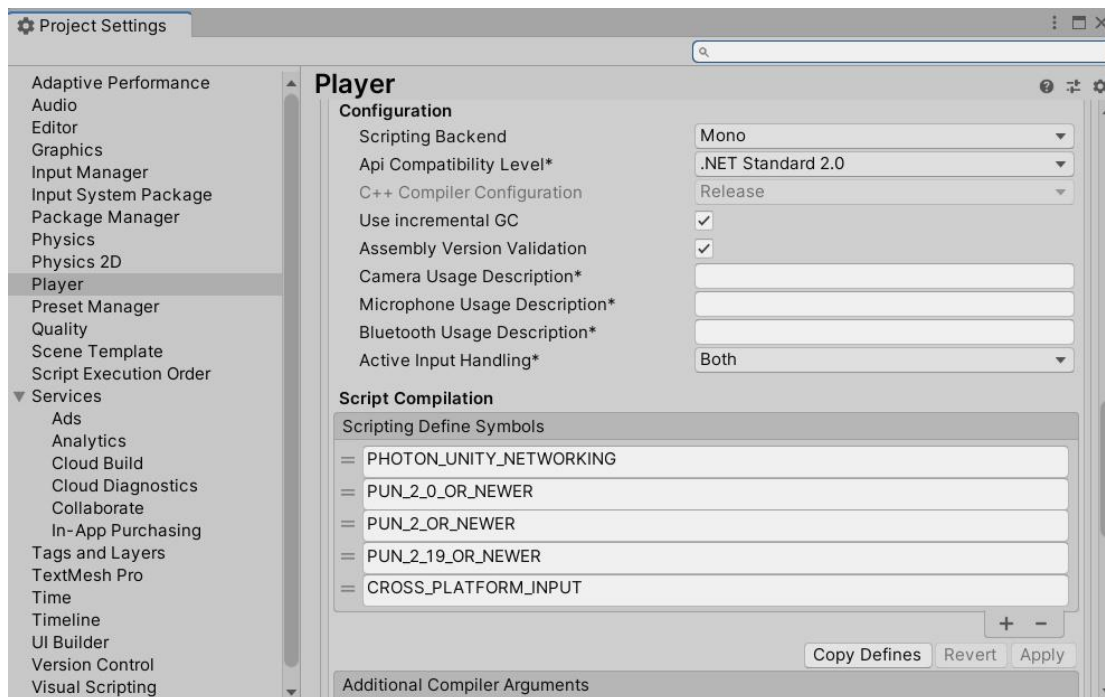 Project Settings
Adaptive Performance
Audio
Editor
Graphics
Input Manager
Input System Package
Package Manager
Physics
Physics 2D
Player
Preset Manager
Quality
Scene Template
Script Execution Order
Services
Ads
Analytics
Cloud Build
Cloud Diagnostics
Collaborate
In-App Purchasing
Tags and Layers
TextMesh Pro
Time
Timeline
UI Builder
Version Control
Visual Scripting
Player
Configuration
Scripting Backend Mono
Api Compatibility Level* .NET Standard 2.0
C++ Compiler Configuration Release
Use incremental GC
Assembly Version Validation
Camera Usage Description*
Microphone Usage Description*
Bluetooth Usage Description*
Active Input Handling* Both
Script Compilation
Scripting Define Symbols
PHOTON_UNITY_NETWORKING
PUN_2_0_OR_NEWER
PUN_2_OR_NEWER
PUN_2_19_OR_NEWER
CROSS_PLATFORM_INPUT
Copy Defines Revert Apply
Additional Compiler Arguments